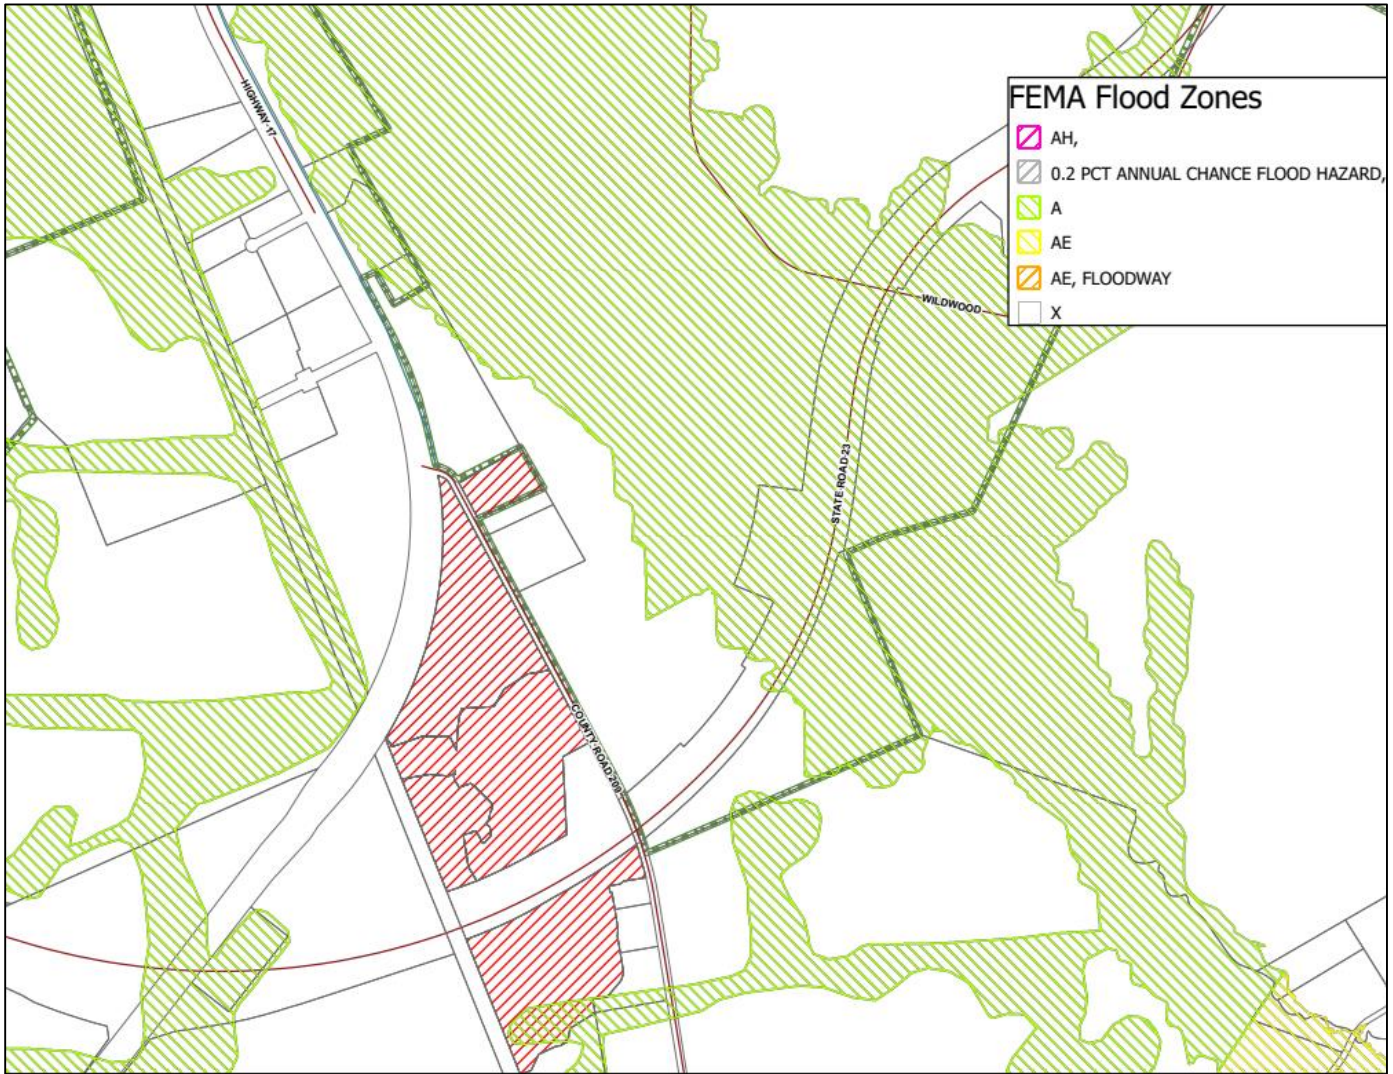 HIGHWAY 17
FEMA Flood Zones
AH,
0.2 PCT ANNUAL CHANCE FLOOD HAZARD,
A
AE
AE, FLOODWAY
X
WILDWOOD
STATE ROAD 23
COUNTY ROAD 209